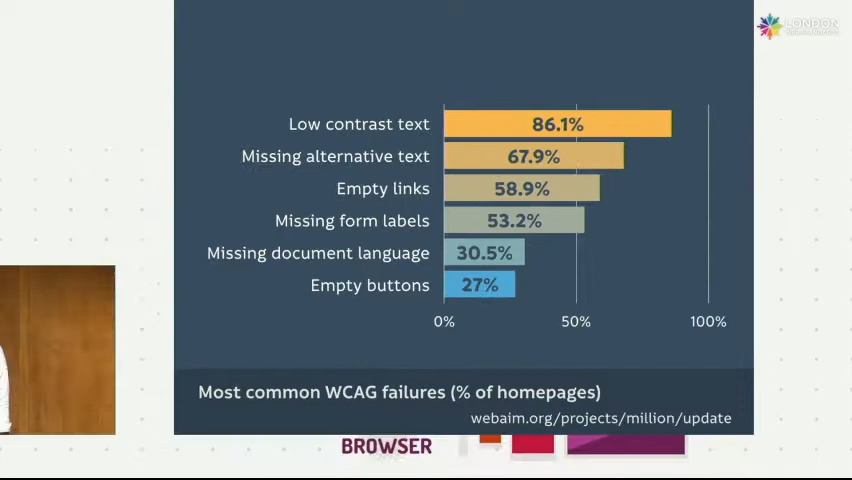 LONDON
Low contrast text 86.1%
Missing alternative text 67.9%
Empty links 58.9%
Missing form labels 53.2%
Missing document language 30.5%
Empty buttons 27%
0% 50% 100%
Most common WCAG failures (% of homepages)
webaim.org/projects/million/update
BROWSER